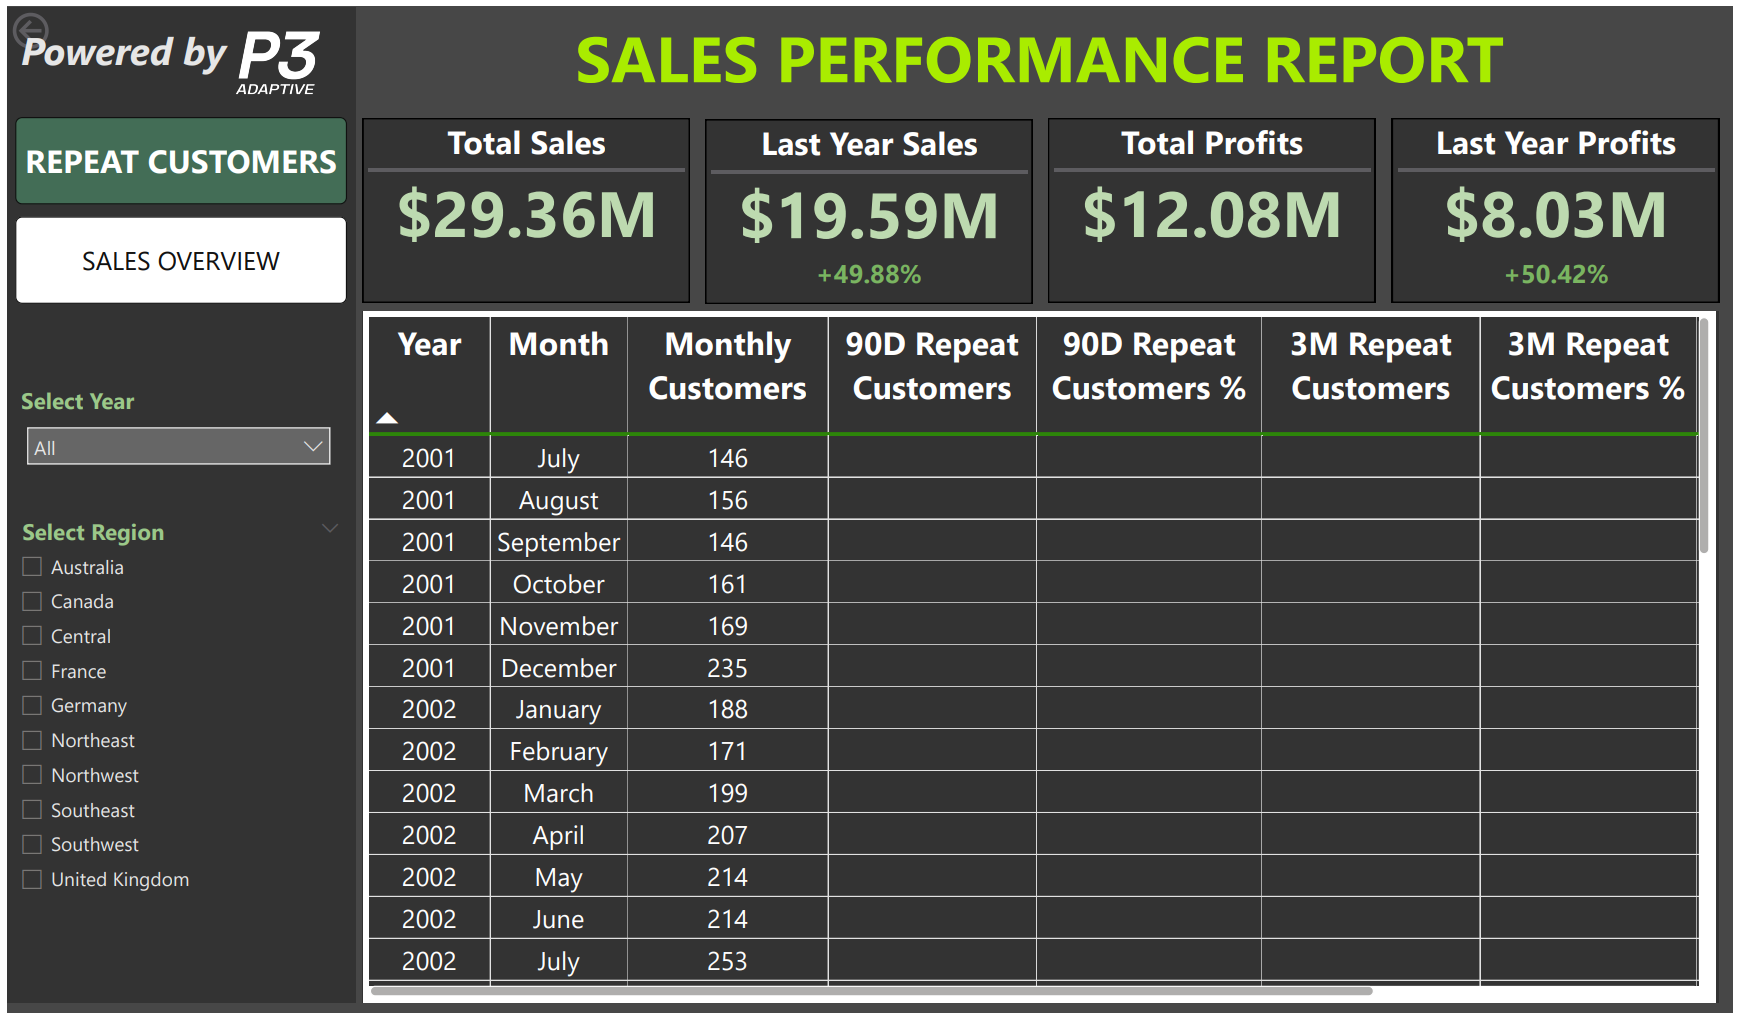 Powered by P3
ADAPTIVE
SALES PERFORMANCE REPORT
REPEAT CUSTOMERS
SALES OVERVIEW
Select Year
All
Select Region
Australia
Canada
Central
France
Germany
Northeast
Northwest
Southeast
Southwest
United Kingdom
Total Sales
$29.36M
Last Year Sales
$19.59M
+49.88%
Total Profits
$12.08M
Last Year Profits
$8.03M
+50.42%
Year Month Monthly Customers 90D Repeat Customers 90D Repeat Customers % 3M Repeat Customers 3M Repeat Customers %
2001 July 146
2001 August 156
2001 September 146
2001 October 161
2001 November 169
2001 December 235
2002 January 188
2002 February 171
2002 March 199
2002 April 207
2002 May 214
2002 June 214
2002 July 253